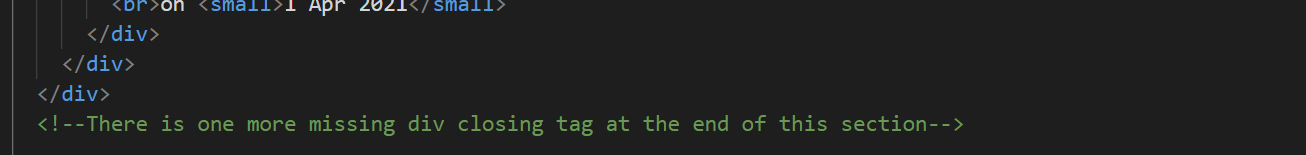 <br>on <small>1 Apr 2021</small>
</div>
</div>
</div>
<!--There is one more missing div closing tag at the end of this section-->